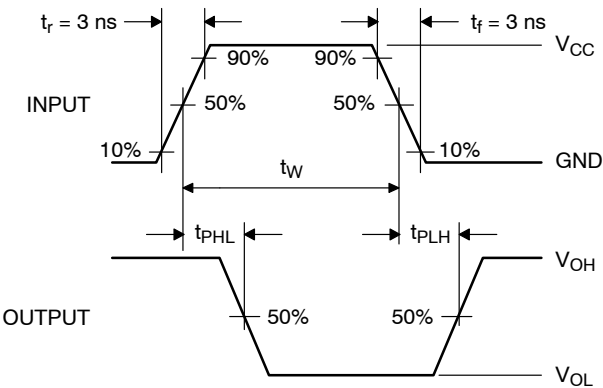 tr = 3 ns
tf = 3 ns
VCC
90%
90%
INPUT
50%
50%
10%
10%
GND
tW
tPHL
tPLH
VOH
OUTPUT
50%
50%
VOL